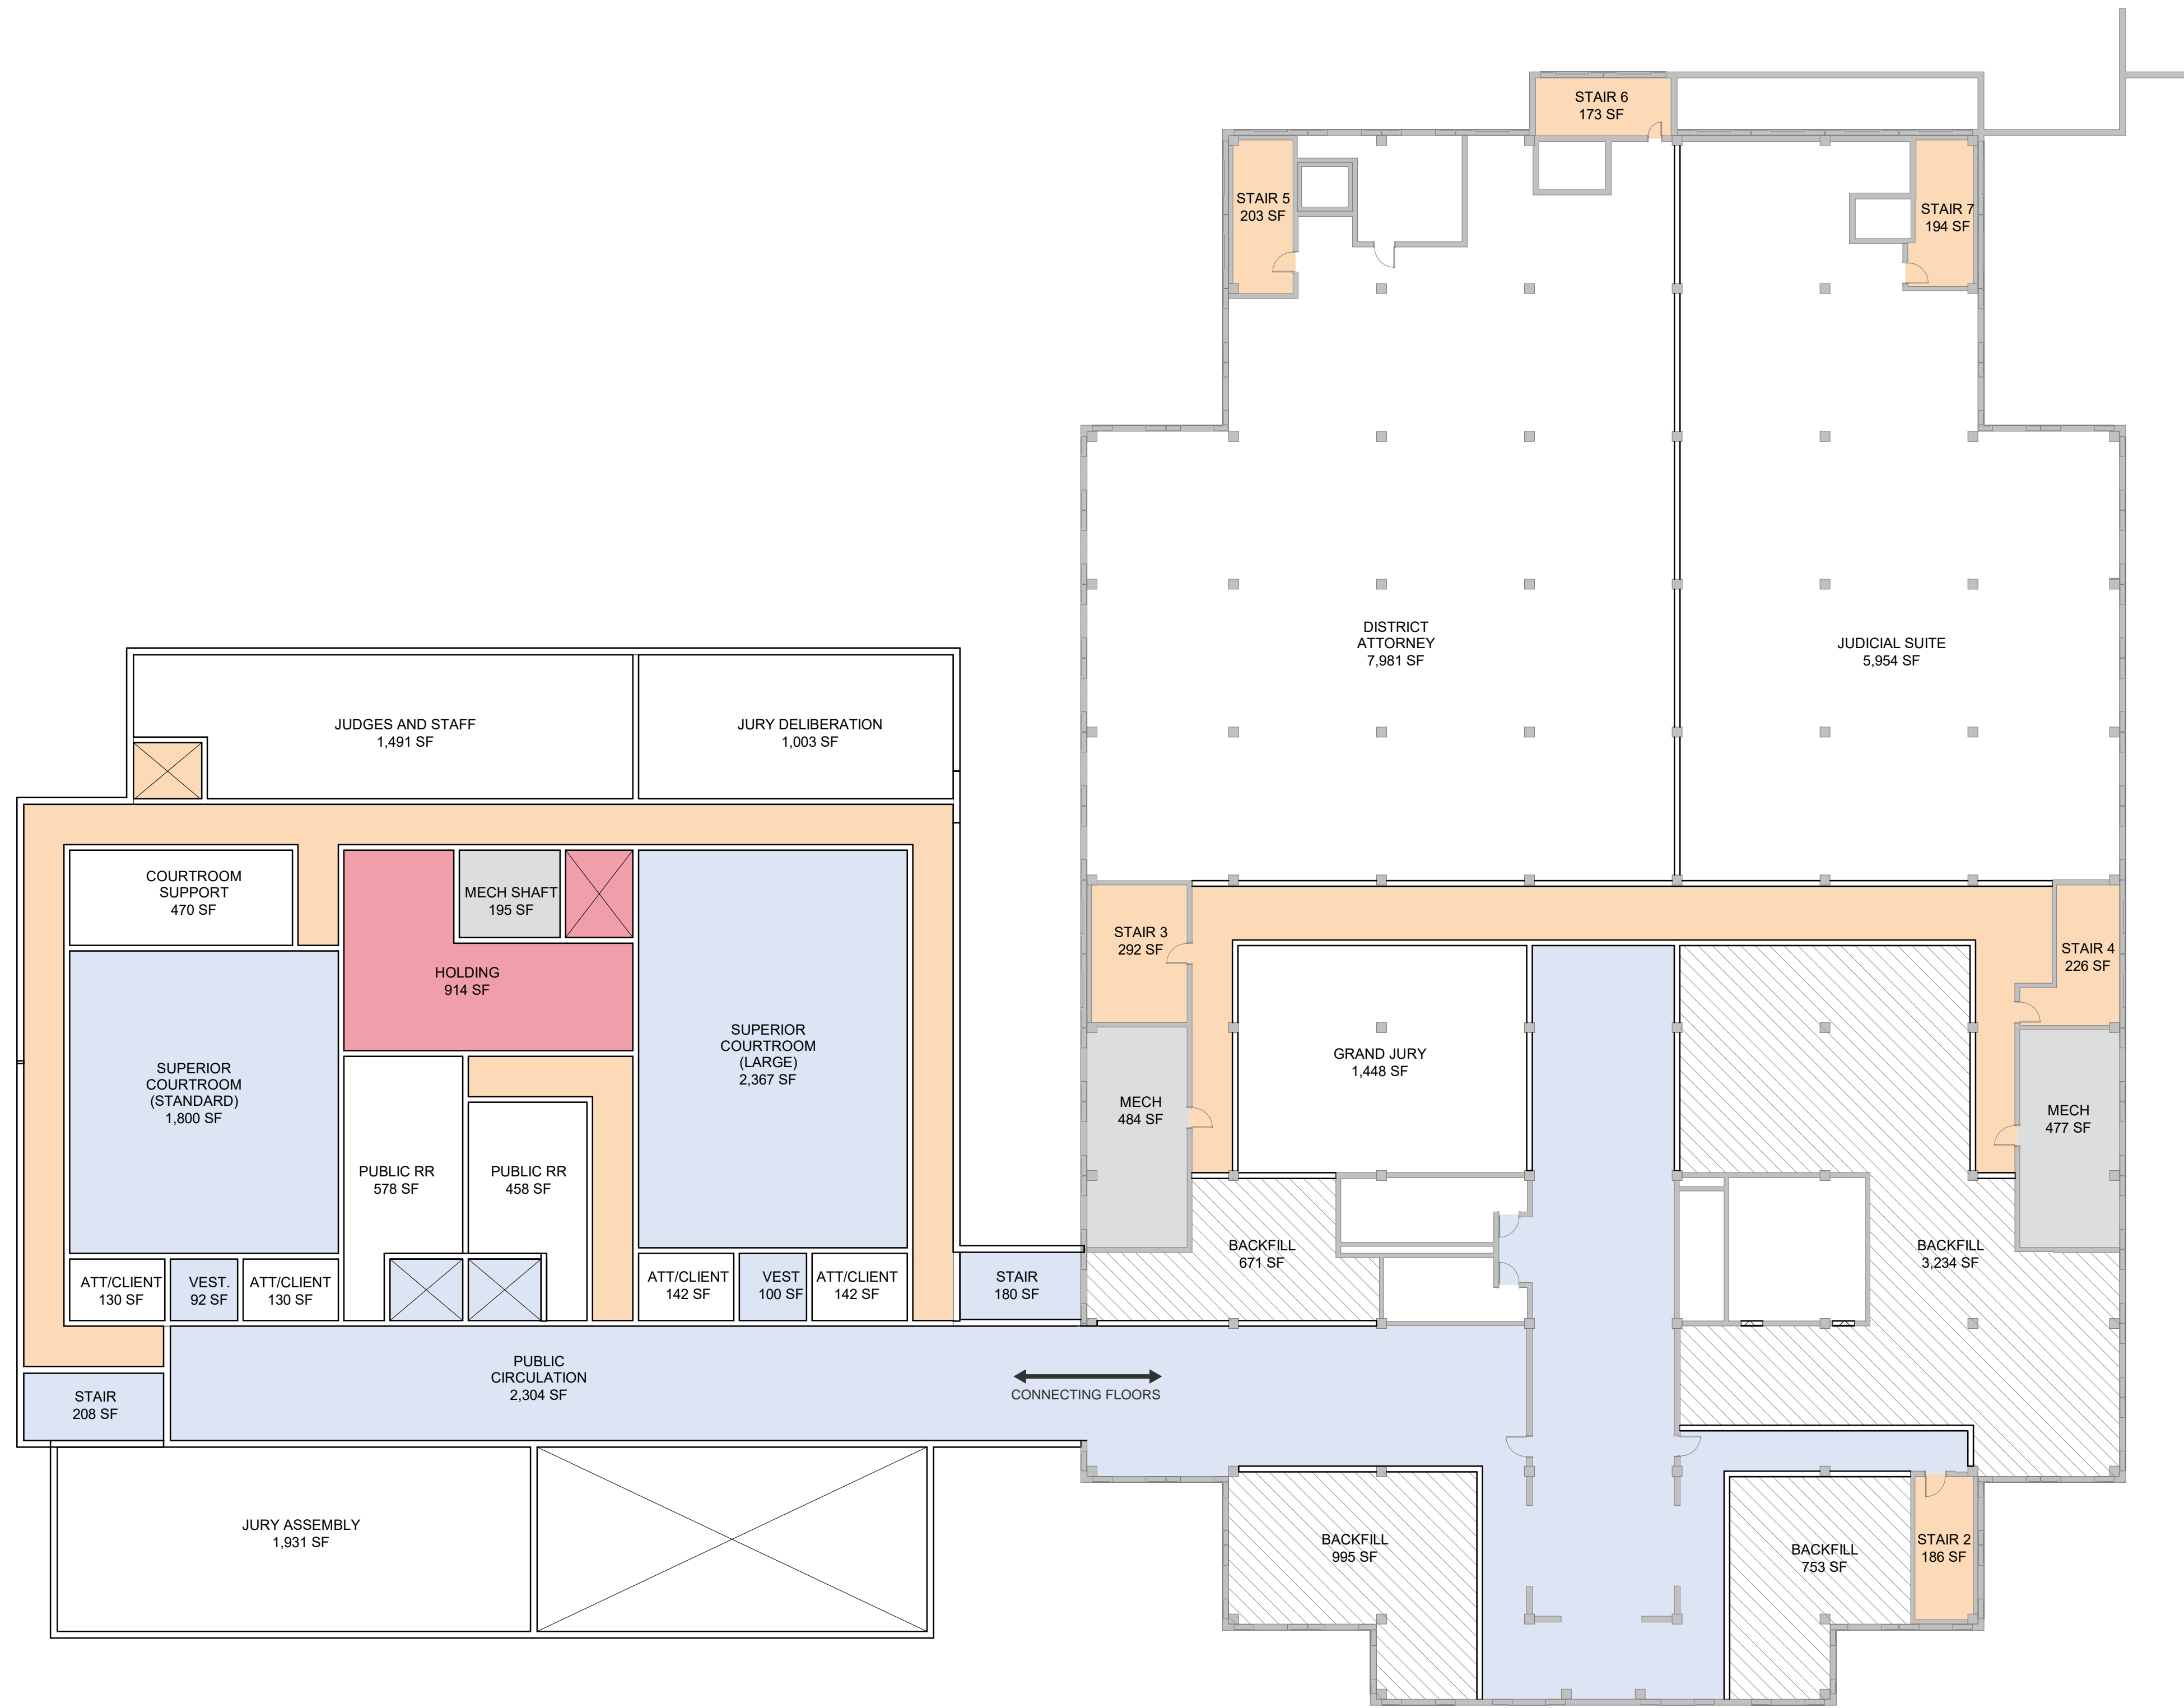 STAIR 6
173 SF
STAIR 5
203 SF
STAIR 7
194 SF
DISTRICT
ATTORNEY
7,981 SF
JUDICIAL SUITE
5,954 SF
JUDGES AND STAFF
1,491 SF
JURY DELIBERATION
1,003 SF
COURTROOM
SUPPORT
470 SF
MECH SHAFT
195 SF
HOLDING
914 SF
STAIR 3
292 SF
STAIR 4
226 SF
SUPERIOR
COURTROOM
(LARGE)
2,367 SF
GRAND JURY
1,448 SF
SUPERIOR
COURTROOM
(STANDARD)
1,800 SF
MECH
484 SF
MECH
477 SF
PUBLIC RR
578 SF
PUBLIC RR
458 SF
BACKFILL
671 SF
BACKFILL
3,234 SF
ATT/CLIENT
130 SF
VEST.
92 SF
ATT/CLIENT
130 SF
ATT/CLIENT
142 SF
VEST
100 SF
ATT/CLIENT
142 SF
STAIR
180 SF
PUBLIC
CIRCULATION
2,304 SF
CONNECTING FLOORS
STAIR
208 SF
JURY ASSEMBLY
1,931 SF
BACKFILL
995 SF
BACKFILL
753 SF
STAIR 2
186 SF